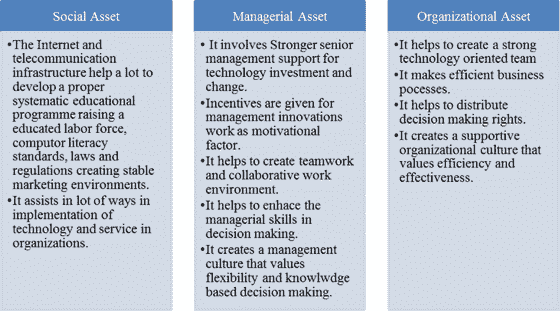 Social Asset
•The Internet and
telecommunication
infrastructure help a lot to
develop a proper
systematic educational
programme raising a
educated labor force,
computor literacy
standards, laws and
regulations creating stable
marketing environments.
•It assists in lot of ways in
implementation of
technology and service in
organizations.
Managerial Asset
• It involves Stronger senior
management support for
technology investment and
change.
•Incentives are given for
management innovations
work as motivational
factor.
•It helps to create teamwork
and collaborative work
environment.
•It helps to enhace the
managerial skills in
decision making.
•It creates a management
culture that values
flexibility and knowlwdge
based decision making.
Organizational Asset
•It helps to create a strong
technology oriented team
•It makes efficient business
pocesses.
•It helps to distribute
decision making rights.
•It creates a supportive
organizational culture that
values efficiency and
effectiveness.